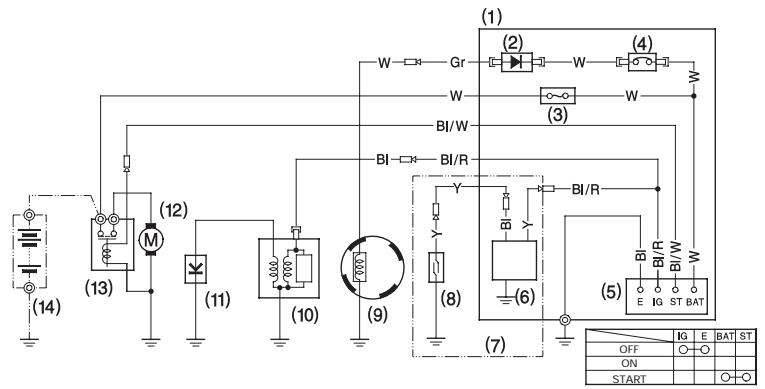 (1)
(2)
(4)
W
Gr
W
W
W
W
(3)
Bl/W
Bl
Bl/R
Y
Bl/R
(12)
M
Y
Bl
Y
Bl
Bl/R
Bl/W
W
(14)
(13)
(11)
(10)
(9)
(8)
(6)
(5)
E IG ST BAT
(7)
IG E BAT ST
OFF
ON
START